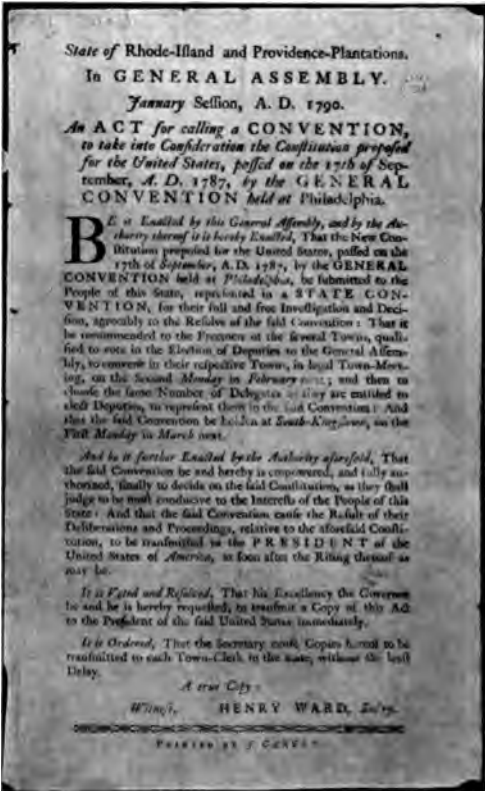 State of Rhode-Iſland and Providence-Plantations.
In GENERAL ASSEMBLY.
January Seſſion, A. D. 1790.
An ACT for calling a CONVENTION,
to take into Conſideration the Conſtitution propoſed
for the United States, paſſed on the 17th of Sep-
tember, A. D. 1787, by the GENERAL
CONVENTION held at Philadelphia.
BE it Enacted by this General Aſſembly, and by the Au-
thority thereof it is hereby Enacted, That the New Con-
ſtitution propoſed for the United States, paſſed on the
17th of September, A. D. 1787, by the GENERAL
CONVENTION held at Philadelphia, be ſubmitted to the
People of this State, repreſented in a STATE CON-
VENTION, for their full and free Inveſtigation and Deci-
ſion, agreeably to the Reſolve of the ſaid Convention: That it
be recommended to the Freemen of the ſeveral Towns, quali-
fied to vote in the Election of Deputies to the General Aſſem-
bly, to convene in their reſpective Towns, in legal Town-Meet-
ing, on the Second Monday in February next; and then to
chooſe the ſame Number of Delegates as they are entitled to
elect Deputies, to repreſent them in the ſaid Convention: And
that the ſaid Convention be holden at South-Kingſtown, on the
Firſt Monday in March next.
And be it further Enacted by the Authority aforeſaid, That
the ſaid Convention be and hereby is empowered, and fully au-
thorized, finally to decide on the ſaid Conſtitution, as they ſhall
judge to be moſt conducive to the Intereſts of the People of this
State: And that the ſaid Convention cauſe the Reſult of their
Deliberations and Proceedings, relative to the aforeſaid Conſti-
tution, to be tranſmitted to the PRESIDENT of the
United States of America, as ſoon after the Riſing thereof as
may be.
It is Voted and Reſolved, That his Excellency the Governor
be and he is hereby requeſted, to tranſmit a Copy of this Act
to the Preſident of the ſaid United States immediately.
It is Ordered, That the Secretary cauſe Copies hereof to be
tranſmitted to each Town-Clerk in the State, without the leaſt
Delay.
A true Copy:
Witneſs, HENRY WARD, Sec'ry.
PRINTED BY J CARTER